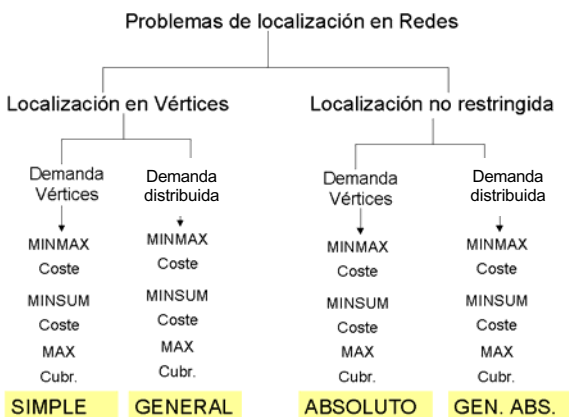 Problemas de localización en Redes
Localización en Vértices
Localización no restringida
Demanda
Vértices
MINMAX
Coste
MINSUM
Coste
MAX
Cubr.
SIMPLE
Demanda
distribuida
MINMAX
Coste
MINSUM
Coste
MAX
Cubr.
GENERAL
Demanda
Vértices
MINMAX
Coste
MINSUM
Coste
MAX
Cubr.
ABSOLUTO
Demanda
distribuida
MINMAX
Coste
MINSUM
Coste
MAX
Cubr.
GEN. ABS.